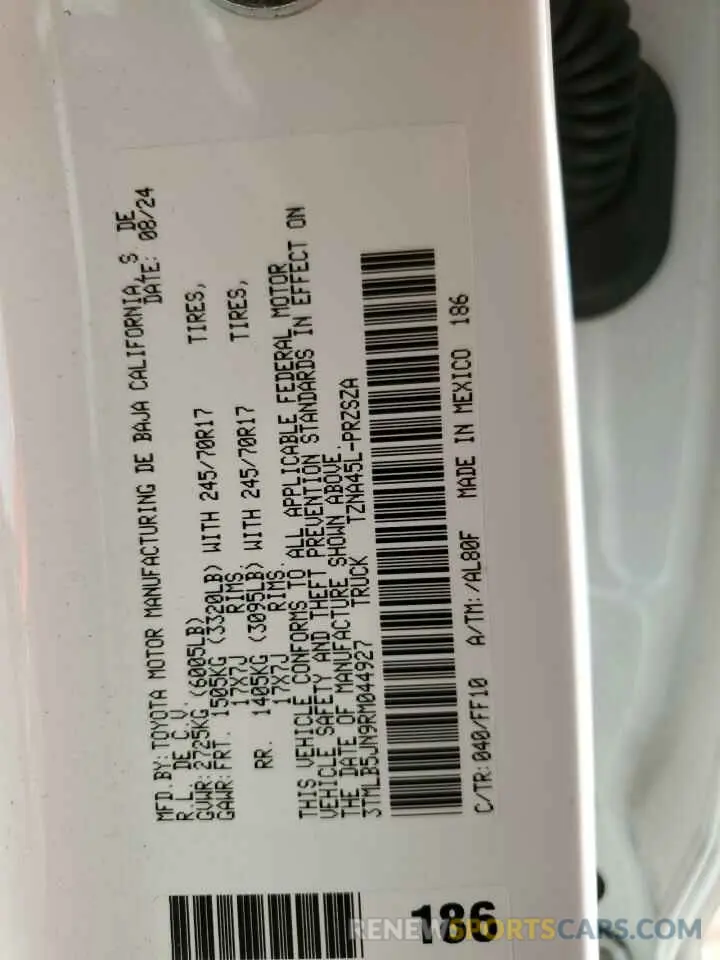 MFD.BY:TOYOTA MOTOR MANUFACTURING DE BAJA CALIFORNIA, S. DE
R.L. DE C.V. DATE: 08/24
GVWR:2725KG (6005LB)
GAWR:FRT. 1505KG (3320LB) WITH 245/70R17 TIRES,
17X7J RIMS.
RR. 1405KG (3095LB) WITH 245/70R17 TIRES,
17X7J RIMS.
THIS VEHICLE CONFORMS TO ALL APPLICABLE FEDERAL MOTOR
VEHICLE SAFETY AND THEFT PREVENTION STANDARDS IN EFFECT ON
THE DATE OF MANUFACTURE SHOWN ABOVE.
3TMLB5JN9RM044927 TRUCK TZNA45L-PRZSZA
C/TR:040/FF10 A/TM:/AL80F MADE IN MEXICO 186
186
RENEWSPORTSCARS.COM